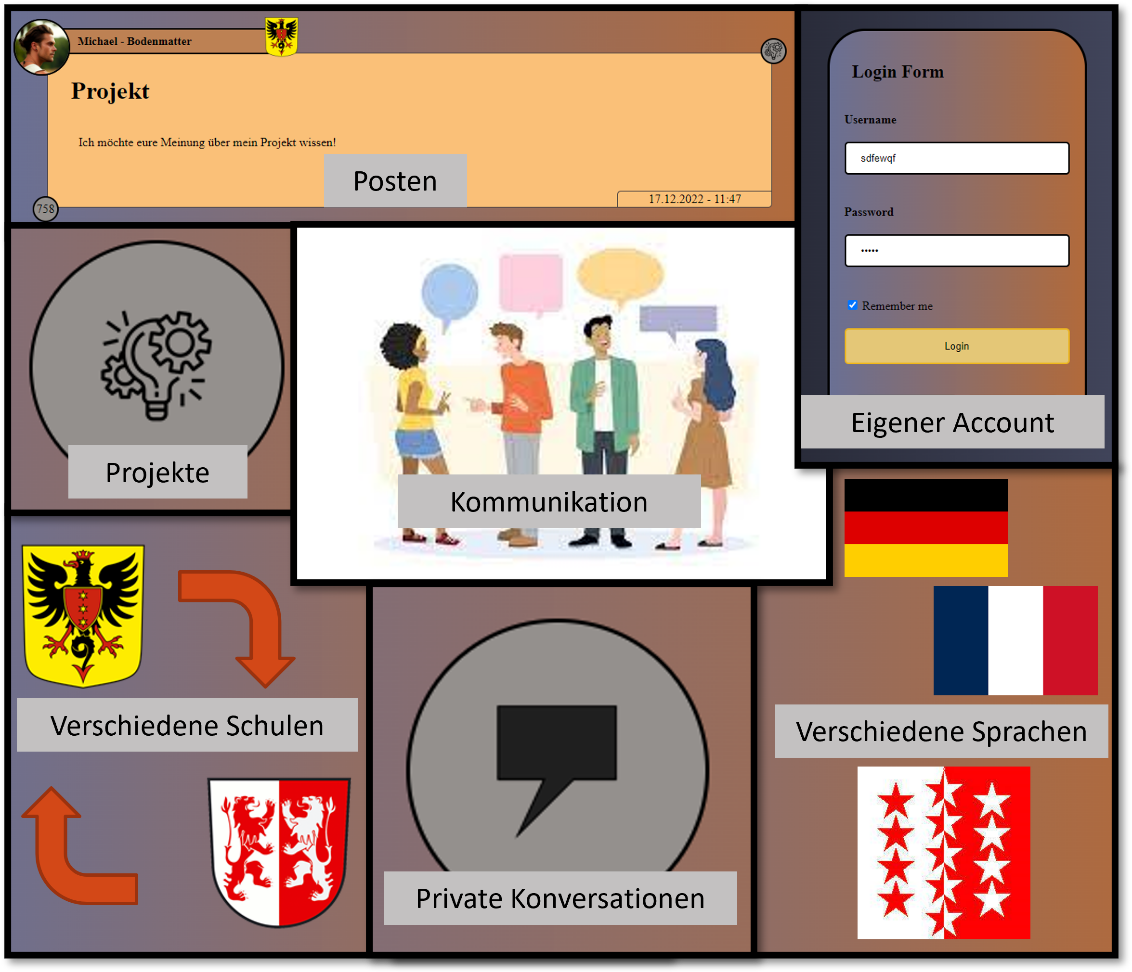 Michael - Bodenmatter
Projekt
Ich möchte eure Meinung über mein Projekt wissen!
Posten
758
17.12.2022 - 11:47
Login Form
Username
sdfewqf
Password
•••••
Remember me
Login
Eigener Account
Projekte
Kommunikation
Verschiedene Schulen
Private Konversationen
Verschiedene Sprachen